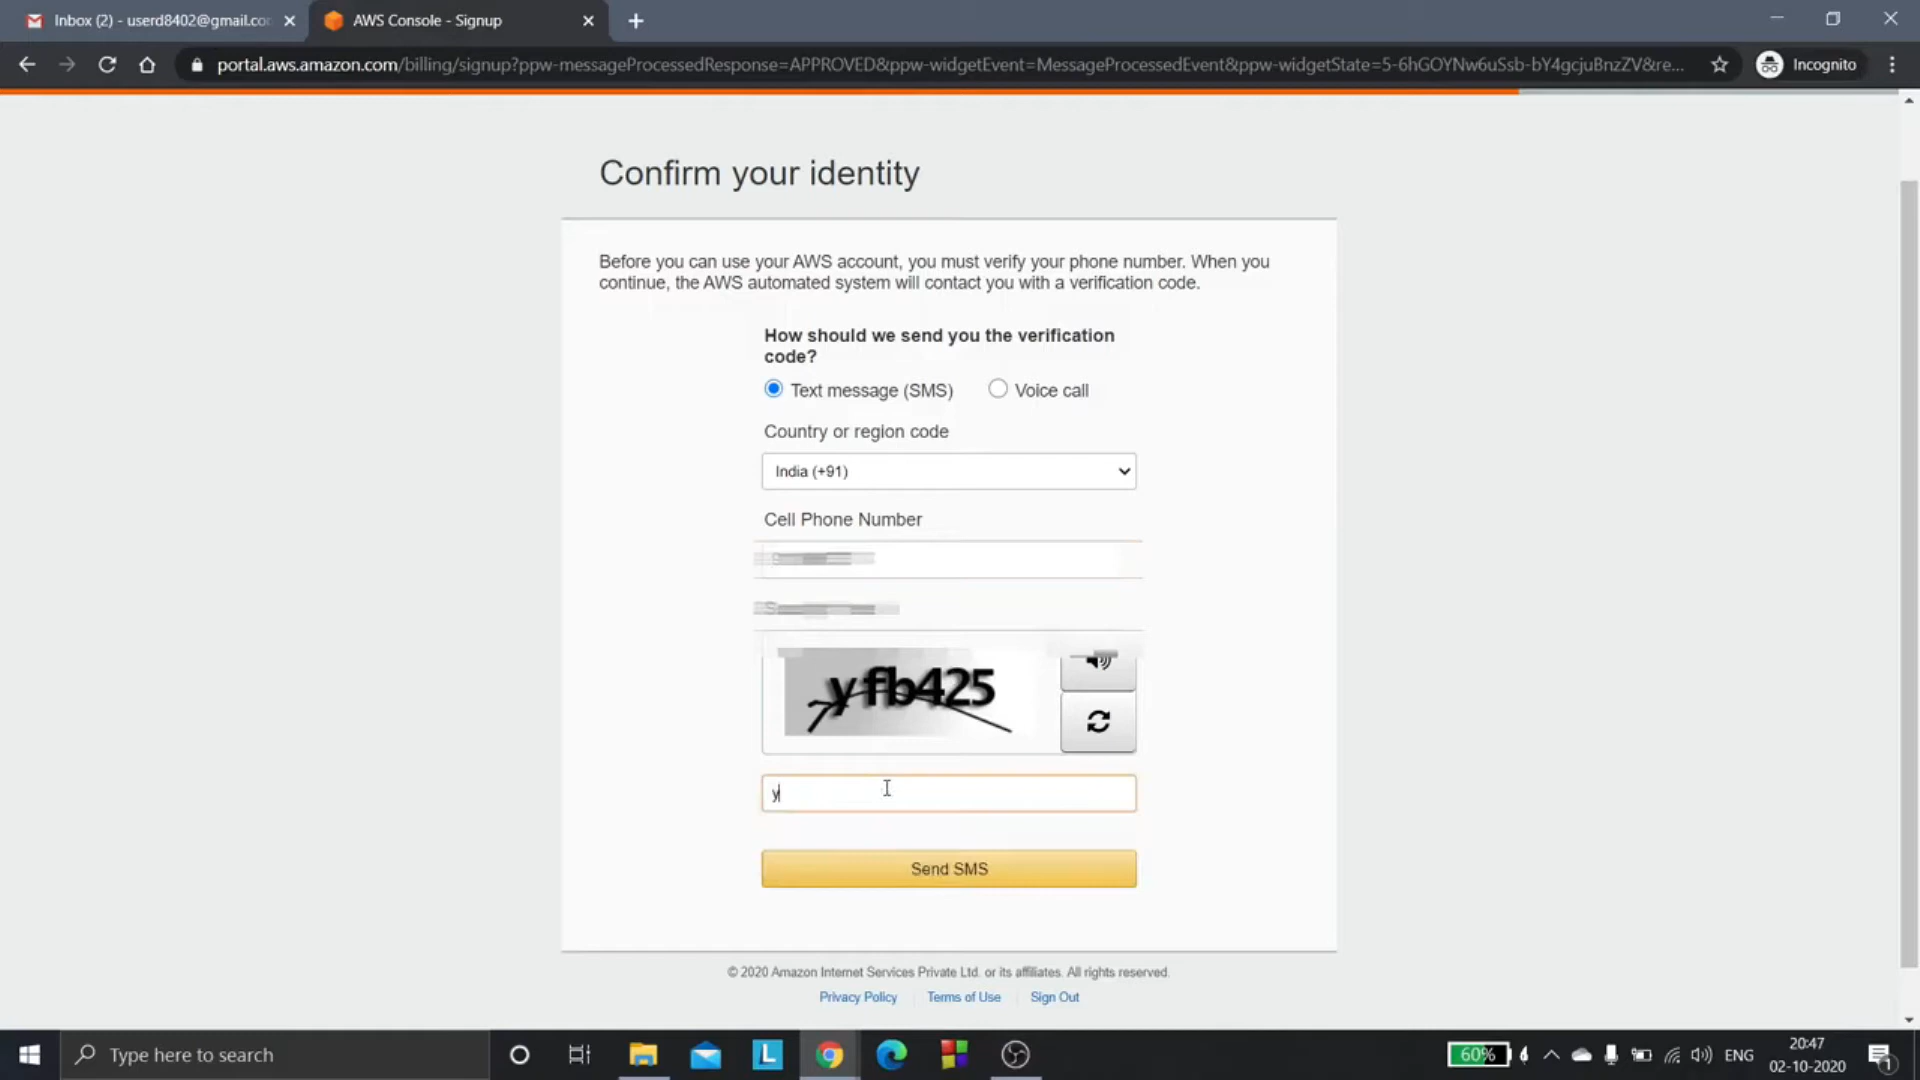 Inbox (2) - userd8402@gmail.co
AWS Console - Signup
portal.aws.amazon.com/billing/signup?ppw-messageProcessedResponse=APPROVED&ppw-widgetEvent=MessageProcessedEvent&ppw-widgetState=5-6hGOYNw6uSsb-bY4gcjuBnzZV&re...
Incognito
Confirm your identity
Before you can use your AWS account, you must verify your phone number. When you
continue, the AWS automated system will contact you with a verification code.
How should we send you the verification
code?
Text message (SMS)
Voice call
Country or region code
India (+91)
Cell Phone Number
yfb425
y
Send SMS
© 2020 Amazon Internet Services Private Ltd. or its affiliates. All rights reserved.
Privacy Policy
Terms of Use
Sign Out
Type here to search
L
60%
ENG
20:47
02-10-2020
1